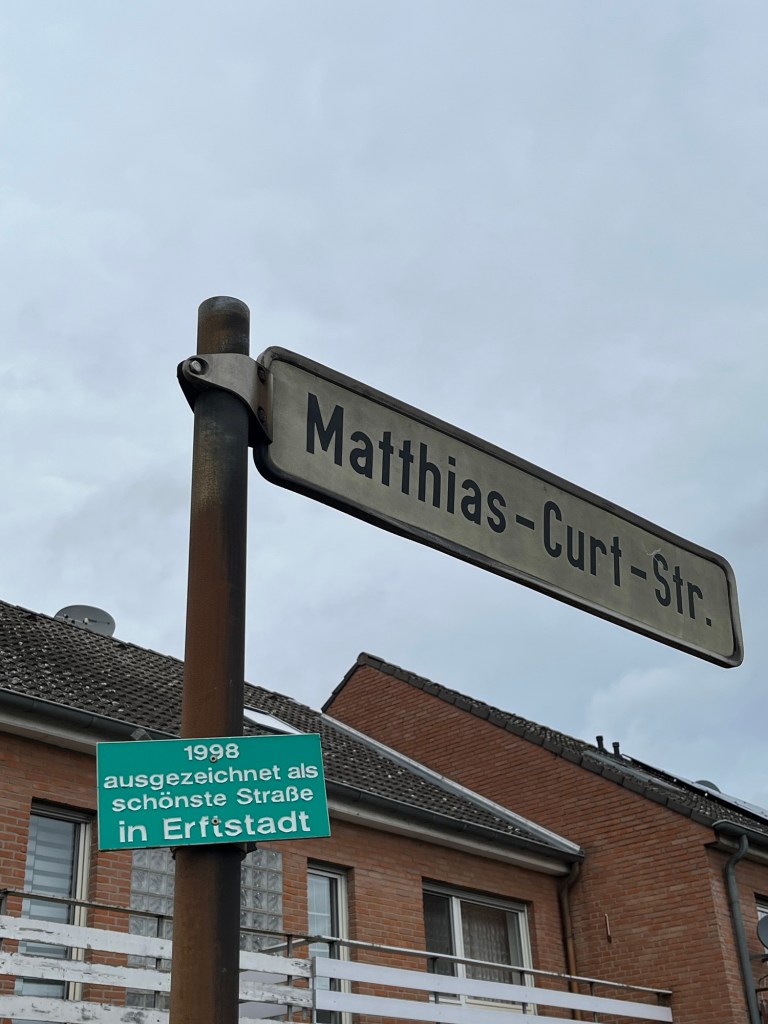 Matthias-Curt-Str.
1998
ausgezeichnet als
schönste Straße
in Erftstadt